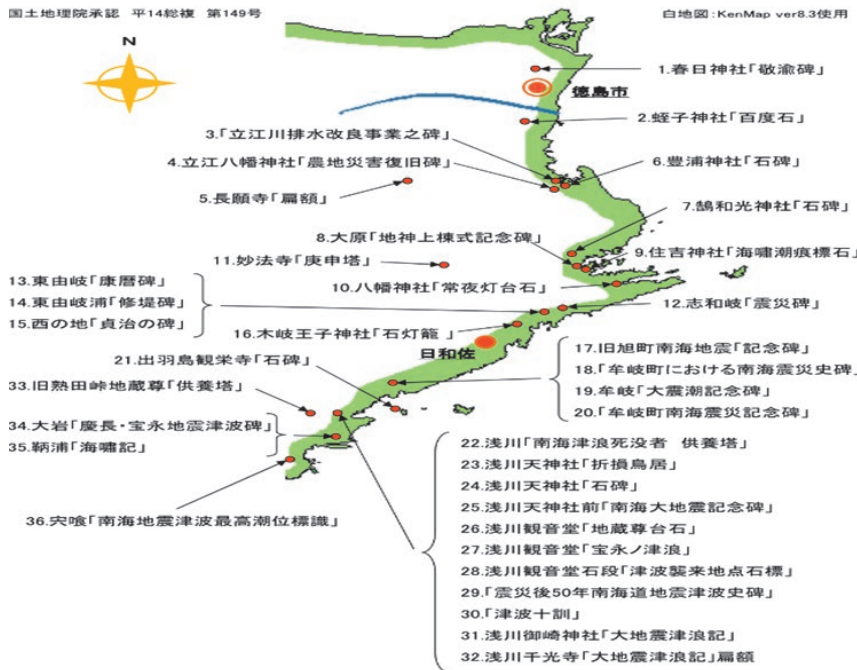 国土地理院承認　平14総複　第149号
白地図：KenMap ver8.3使用
N
1.春日神社「敬渝碑」
徳島市
2.蛭子神社「百度石」
3.「立江川排水改良事業之碑」
4.立江八幡神社「農地災害復旧碑」
6.豊浦神社「石碑」
5.長願寺「扁額」
7.鵠和光神社「石碑」
8.大原「地神上棟式記念碑」
9.住吉神社「海嘯潮痕標石」
11.妙法寺「庚申塔」
10.八幡神社「常夜灯台石」
13.東由岐「康暦碑」
14.東由岐浦「修堤碑」
15.西の地「貞治の碑」
12.志和岐「震災碑」
16.木岐王子神社「石灯籠」
日和佐
17.旧旭町南海地震「記念碑」
18.「牟岐町における南海震災史碑」
19.牟岐「大震潮記念碑」
20.「牟岐町南海震災記念碑」
21.出羽島観栄寺「石碑」
33.旧熱田峠地蔵尊「供養塔」
34.大岩「慶長・宝永地震津波碑」
35.鞆浦「海嘯記」
36.宍喰「南海地震津波最高潮位標識」
22.浅川「南海津浪死没者　供養塔」
23.浅川天神社「折損鳥居」
24.浅川天神社「石碑」
25.浅川天神社前「南海大地震記念碑」
26.浅川観音堂「地蔵尊台石」
27.浅川観音堂「宝永ノ津浪」
28.浅川観音堂石段「津波襲来地点石標」
29.「震災後50年南海道地震津波史碑」
30.「津波十訓」
31.浅川御崎神社「大地震津浪記」
32.浅川千光寺「大地震津浪記」扁額